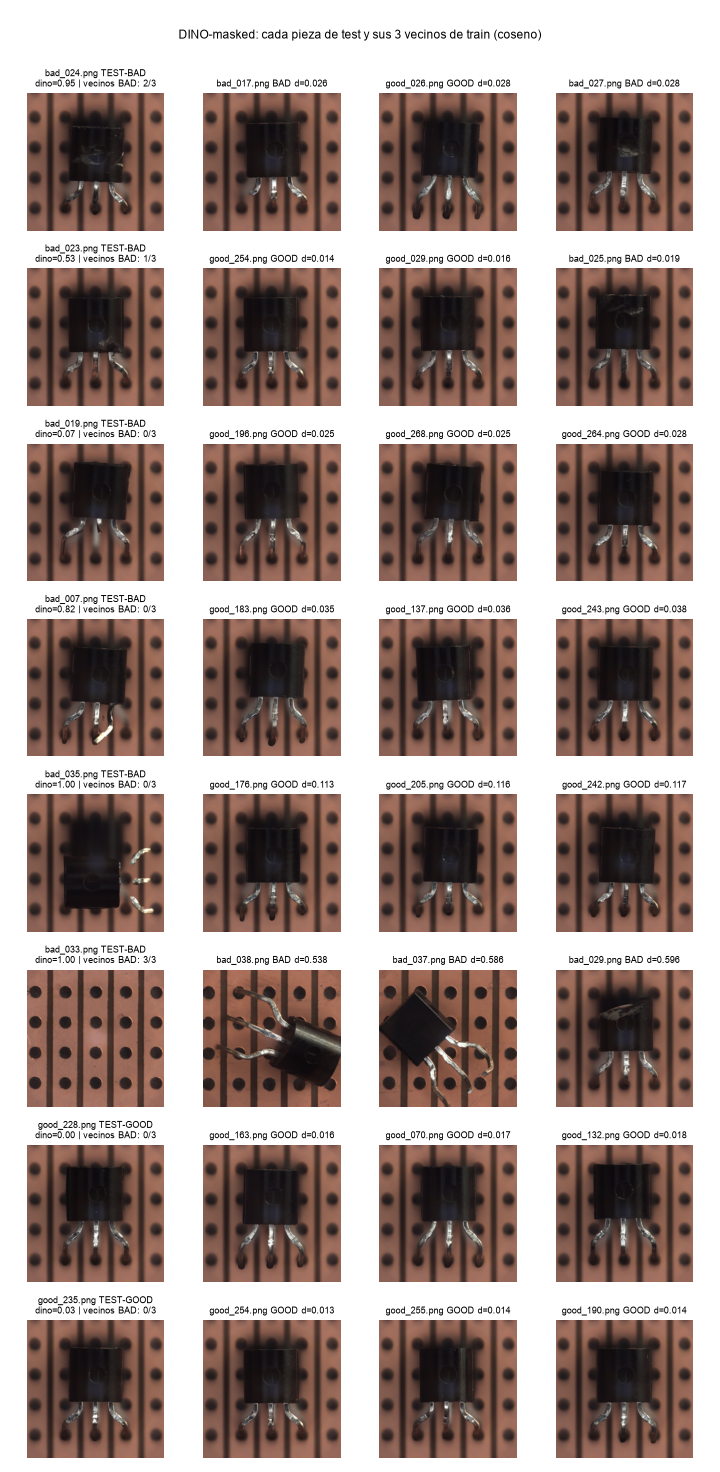 DINO-masked: cada pieza de test y sus 3 vecinos de train (coseno)
bad_024.png TEST-BAD
dino=0.95 | vecinos BAD: 2/3
bad_017.png BAD d=0.026
good_026.png GOOD d=0.028
bad_027.png BAD d=0.028
bad_023.png TEST-BAD
dino=0.53 | vecinos BAD: 1/3
good_254.png GOOD d=0.014
good_029.png GOOD d=0.016
bad_025.png BAD d=0.019
bad_019.png TEST-BAD
dino=0.07 | vecinos BAD: 0/3
good_196.png GOOD d=0.025
good_268.png GOOD d=0.025
good_264.png GOOD d=0.028
bad_007.png TEST-BAD
dino=0.82 | vecinos BAD: 0/3
good_183.png GOOD d=0.035
good_137.png GOOD d=0.036
good_243.png GOOD d=0.038
bad_035.png TEST-BAD
dino=1.00 | vecinos BAD: 0/3
good_176.png GOOD d=0.113
good_205.png GOOD d=0.116
good_242.png GOOD d=0.117
bad_033.png TEST-BAD
dino=1.00 | vecinos BAD: 3/3
bad_038.png BAD d=0.538
bad_037.png BAD d=0.586
bad_029.png BAD d=0.596
good_228.png TEST-GOOD
dino=0.00 | vecinos BAD: 0/3
good_163.png GOOD d=0.016
good_070.png GOOD d=0.017
good_132.png GOOD d=0.018
good_235.png TEST-GOOD
dino=0.03 | vecinos BAD: 0/3
good_254.png GOOD d=0.013
good_255.png GOOD d=0.014
good_190.png GOOD d=0.014